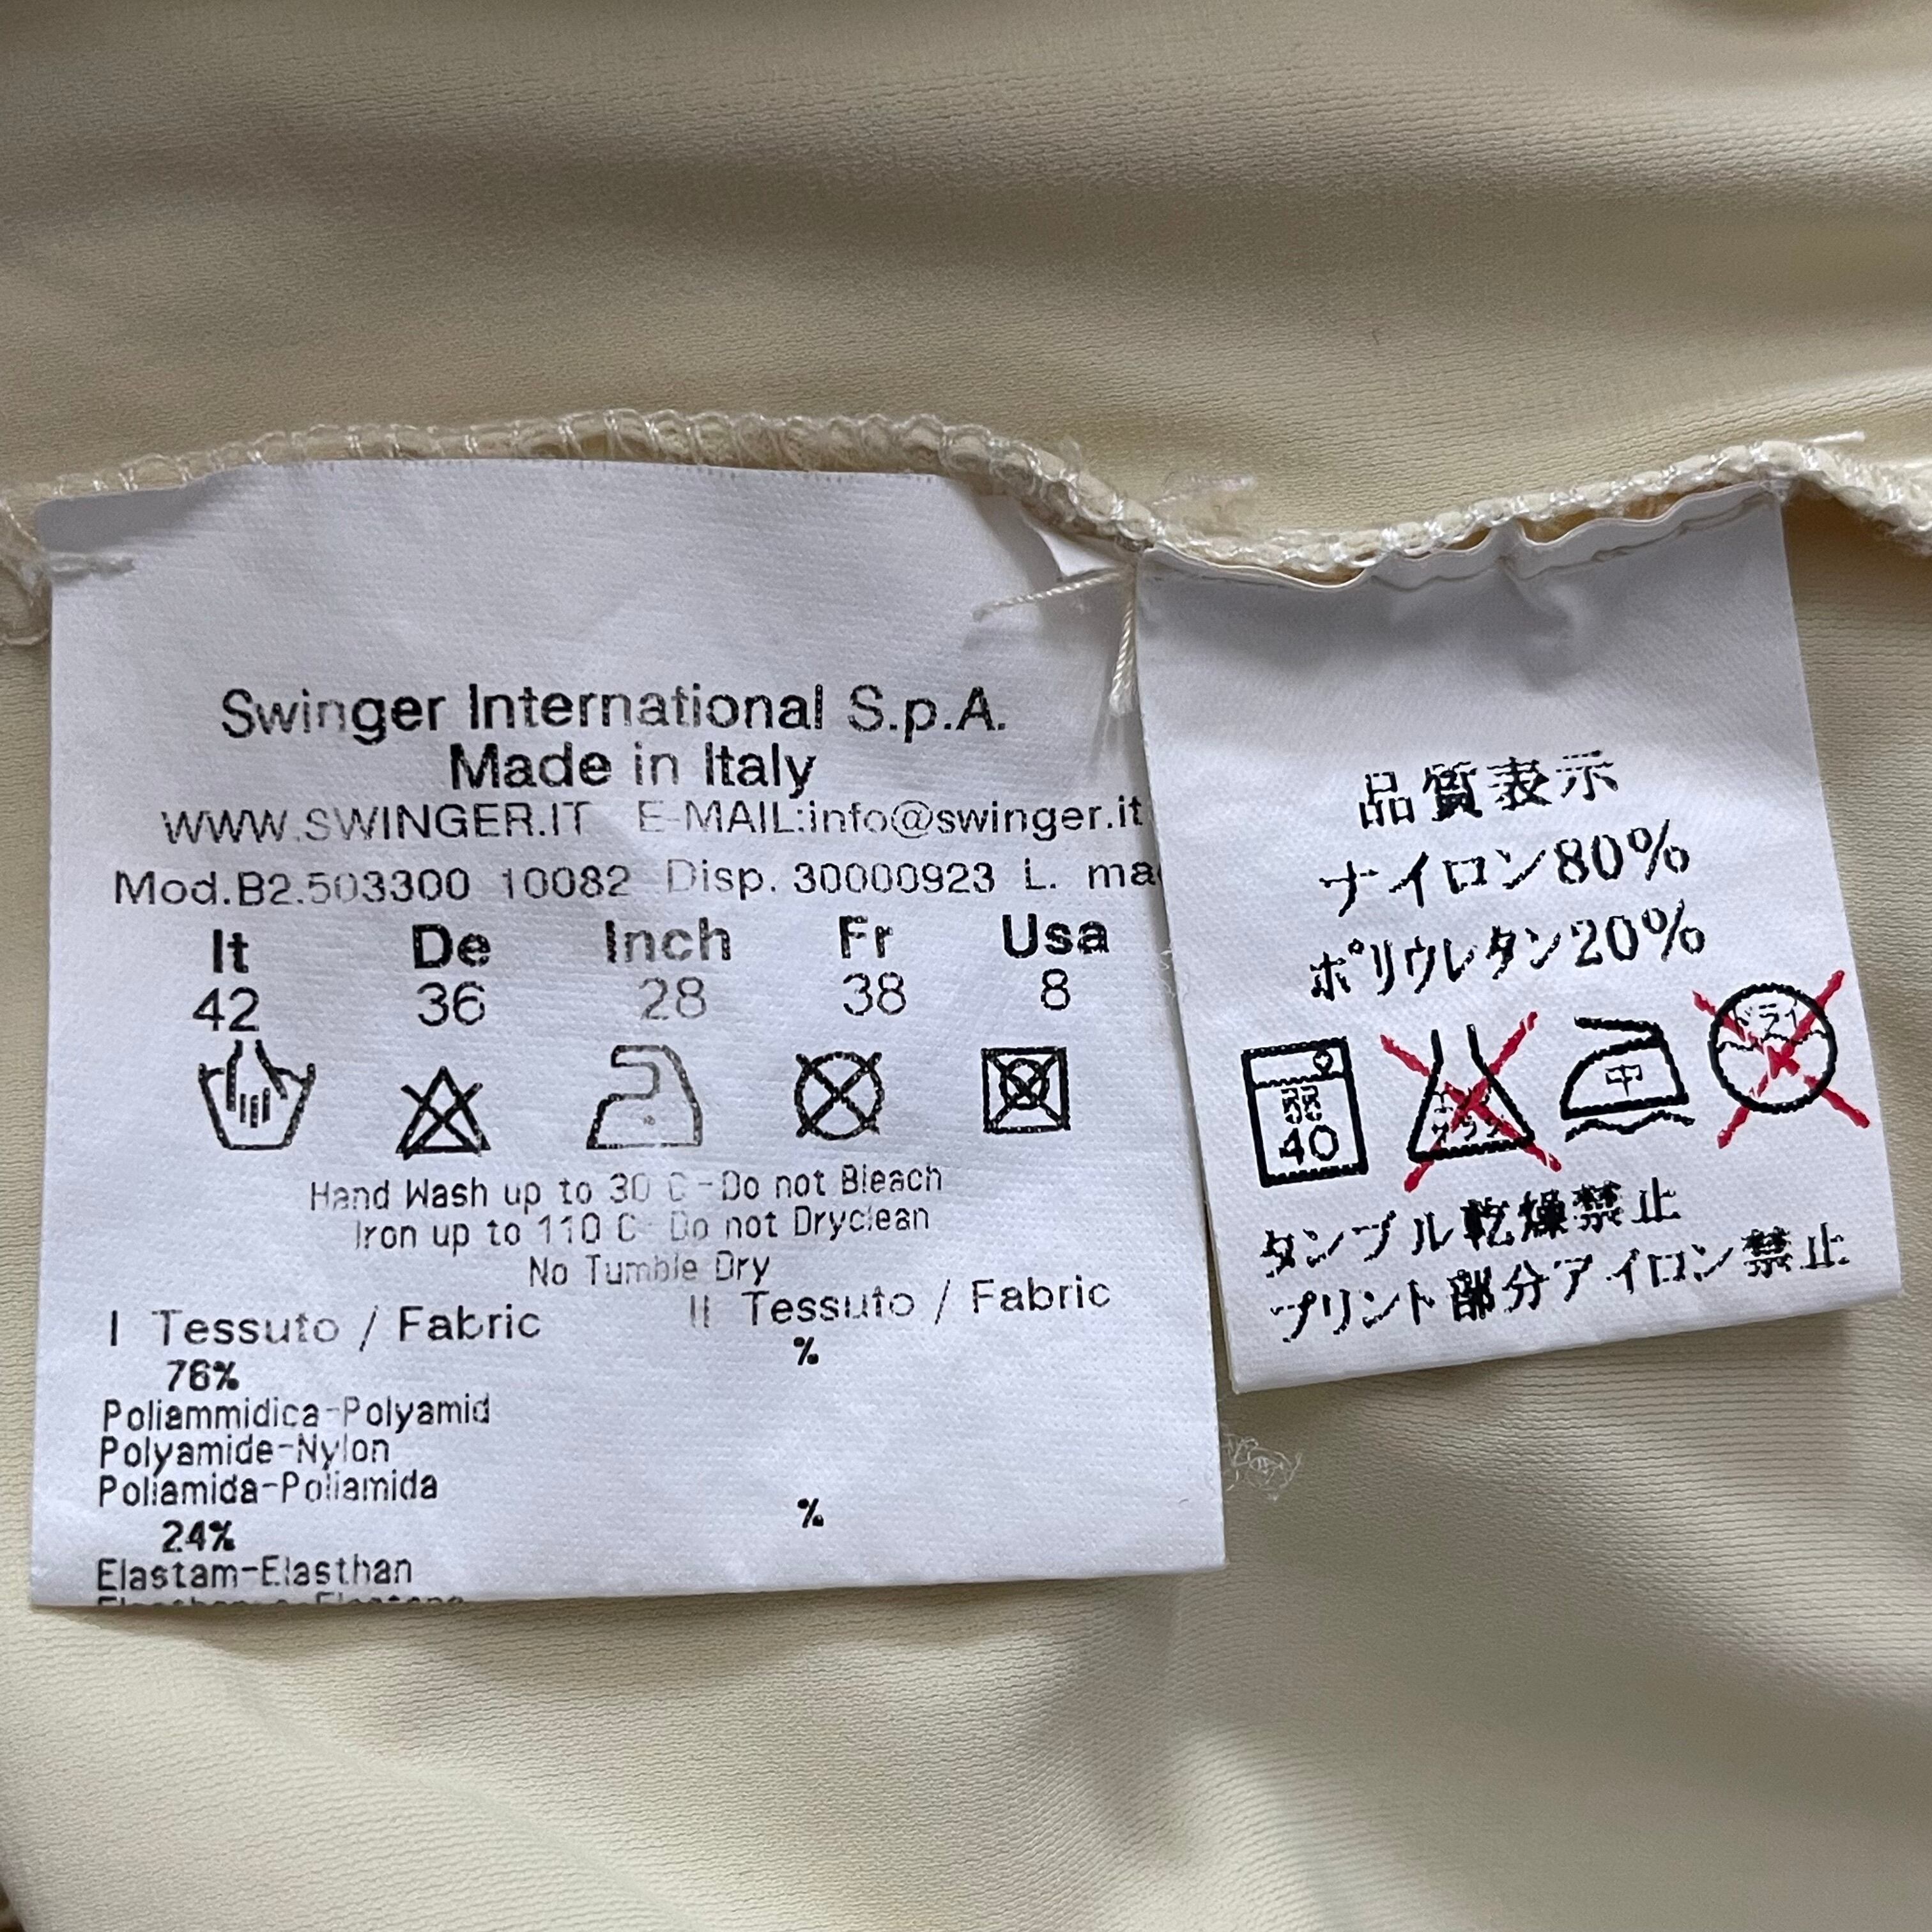 Swinger International S.p.A.
Made in Italy
WWW.SWINGER.IT E-MAIL:info@swinger.it
Mod.B2.503300 10082 Disp. 30000923 L. ma
It De Inch Fr Usa
42 36 28 38 8
Hand Wash up to 30 C - Do not Bleach
Iron up to 110 C - Do not Dryclean
No Tumble Dry
I Tessuto / Fabric II Tessuto / Fabric
76% %
Poliammidica-Polyamid
Polyamide-Nylon
Poliamida-Poliamida
24% %
Elastam-Elasthan
品質表示
ナイロン80%
ポリウレタン20%
40
中
ドライ
タンブル乾燥禁止
プリント部分アイロン禁止